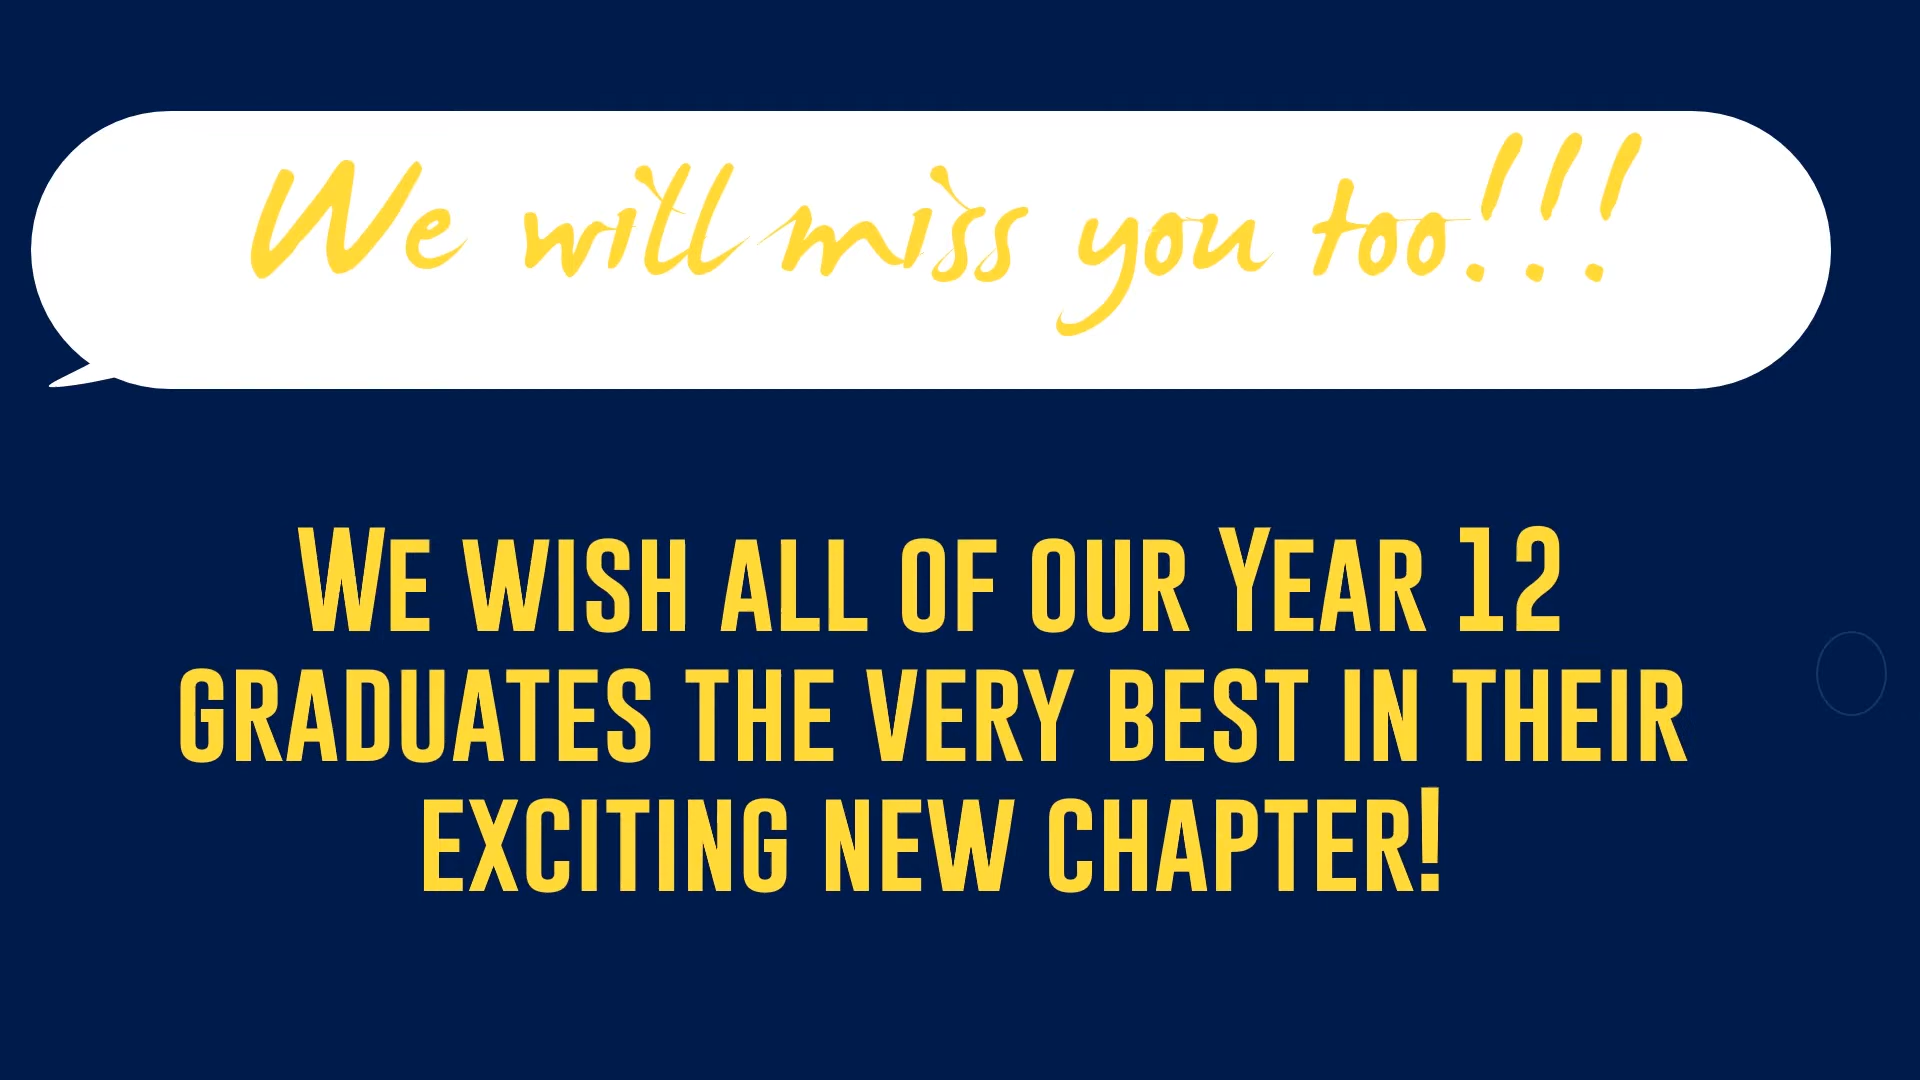 We will miss you too!!!
We wish all of our Year 12
graduates the very best in their
exciting new chapter!